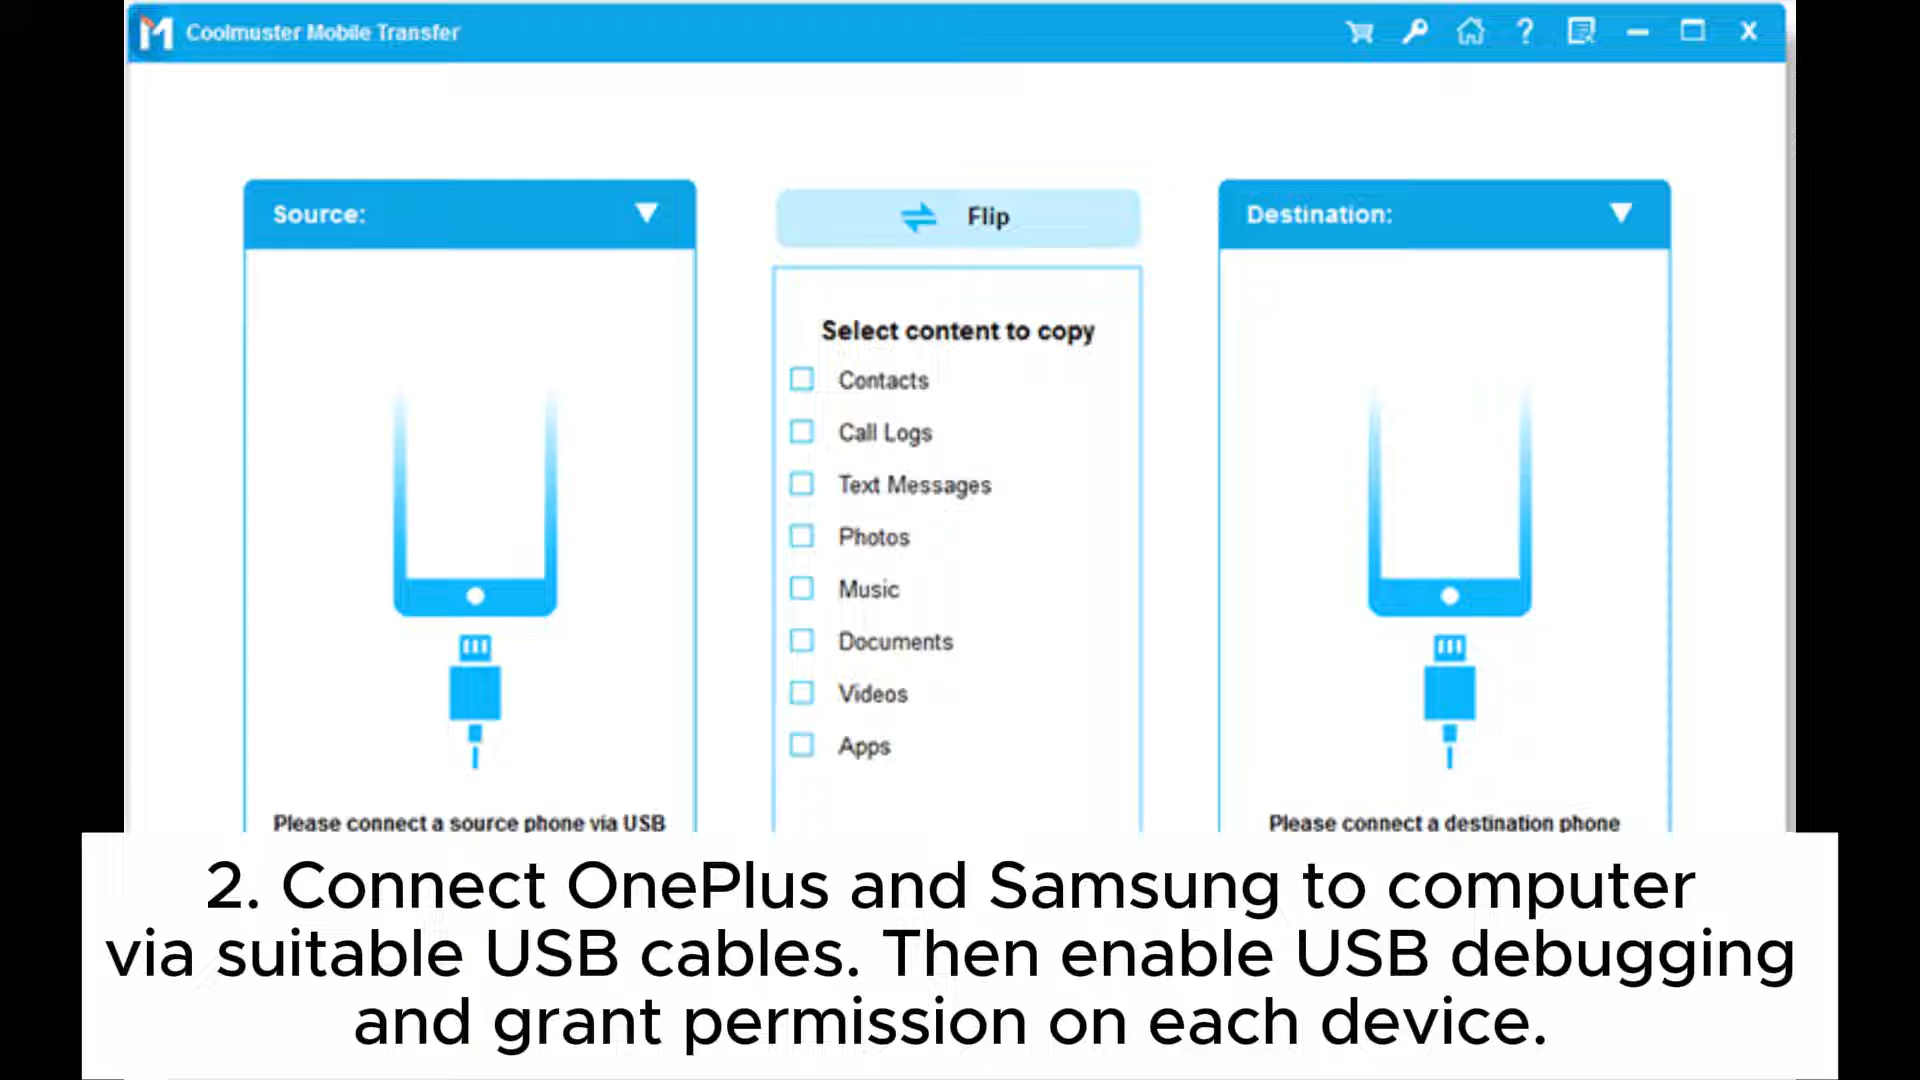 Coolmuster Mobile Transfer
?
X
Source:
Flip
Destination:
Select content to copy
Contacts
Call Logs
Text Messages
Photos
Music
Documents
Videos
Apps
Please connect a source phone via USB
Please connect a destination phone
2. Connect OnePlus and Samsung to computer
via suitable USB cables. Then enable USB debugging
and grant permission on each device.